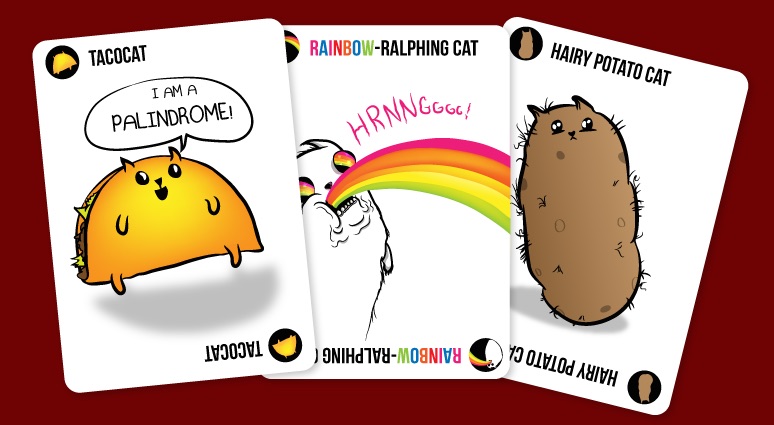 TACOCAT
I AM A
PALINDROME!
TACOCAT
RAINBOW-RALPHING CAT
HRNNGGGG!
RAINBOW-RALPHING
HAIRY POTATO CAT
HAIRY POTATO